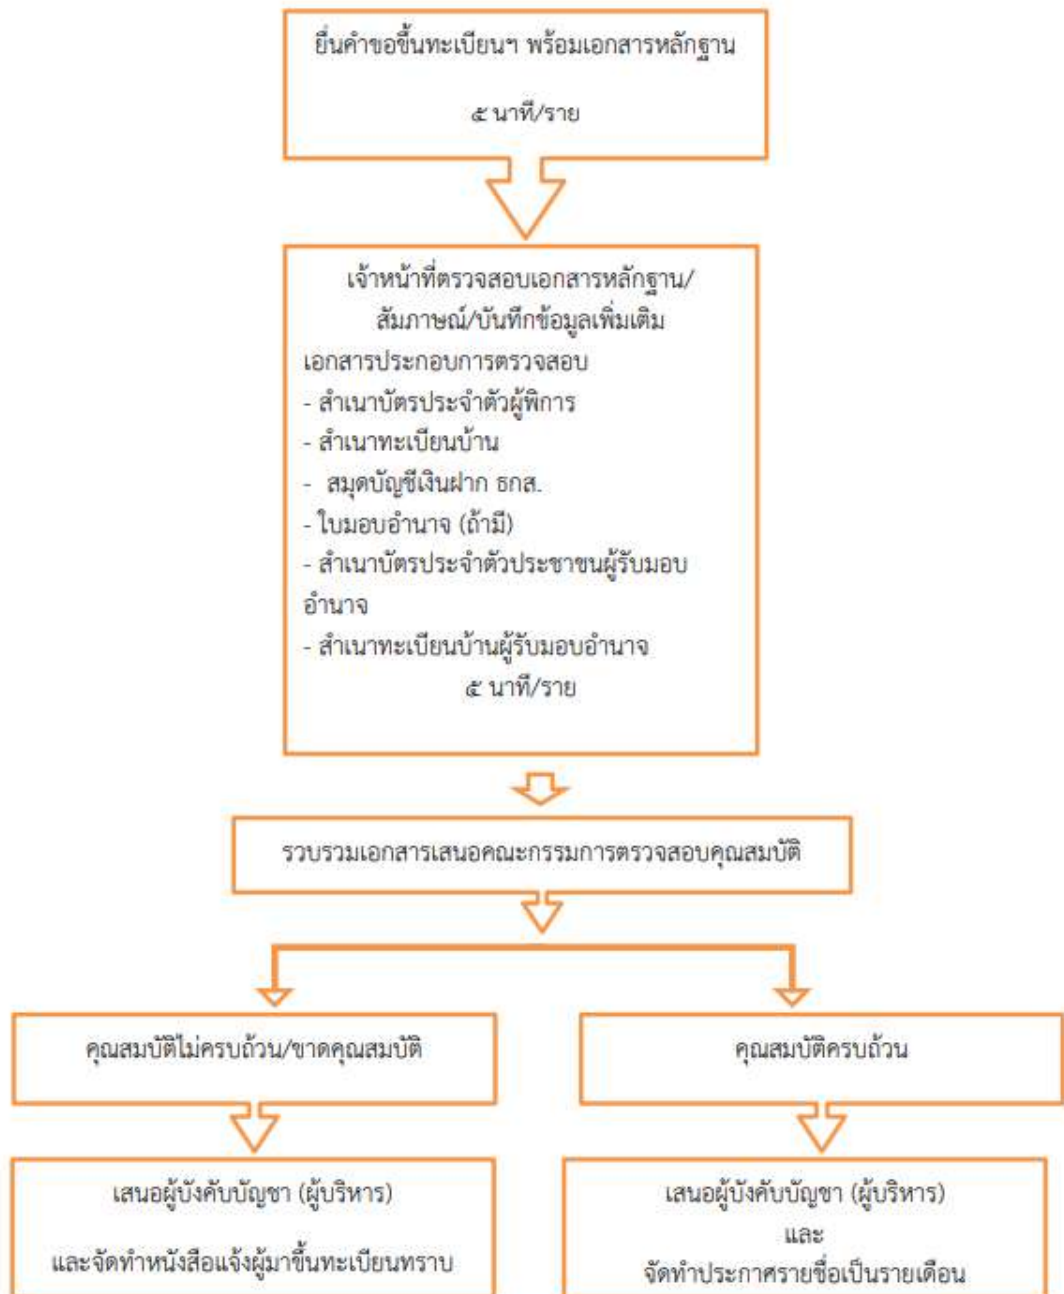 ยื่นคำขอขึ้นทะเบียนฯ พร้อมเอกสารหลักฐาน
๕ นาที/ราย
เจ้าหน้าที่ตรวจสอบเอกสารหลักฐาน/
สัมภาษณ์/บันทึกข้อมูลเพิ่มเติม
เอกสารประกอบการตรวจสอบ
- สำเนาบัตรประจำตัวผู้พิการ
- สำเนาทะเบียนบ้าน
- สมุดบัญชีเงินฝาก ธกส.
- ใบมอบอำนาจ (ถ้ามี)
- สำเนาบัตรประจำตัวประชาชนผู้รับมอบ
อำนาจ
- สำเนาทะเบียนบ้านผู้รับมอบอำนาจ
๕ นาที/ราย
รวบรวมเอกสารเสนอคณะกรรมการตรวจสอบคุณสมบัติ
คุณสมบัติไม่ครบถ้วน/ขาดคุณสมบัติ
คุณสมบัติครบถ้วน
เสนอผู้บังคับบัญชา (ผู้บริหาร)
และจัดทำหนังสือแจ้งผู้มาขึ้นทะเบียนทราบ
เสนอผู้บังคับบัญชา (ผู้บริหาร)
และ
จัดทำประกาศรายชื่อเป็นรายเดือน